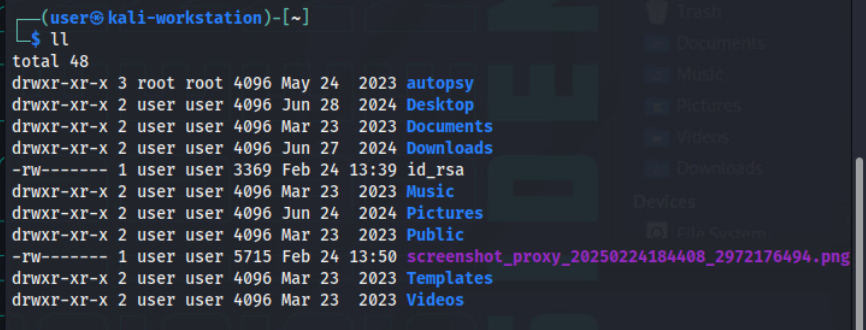 ┌──(user㉿kali-workstation)-[~]
└─$ ll
total 48
drwxr-xr-x 3 root root 4096 May 24  2023 autopsy
drwxr-xr-x 2 user user 4096 Jun 28  2024 Desktop
drwxr-xr-x 2 user user 4096 Mar 23  2023 Documents
drwxr-xr-x 2 user user 4096 Jun 27  2024 Downloads
-rw------- 1 user user 3369 Feb 24 13:39 id_rsa
drwxr-xr-x 2 user user 4096 Mar 23  2023 Music
drwxr-xr-x 2 user user 4096 Jun 24  2024 Pictures
drwxr-xr-x 2 user user 4096 Mar 23  2023 Public
-rw------- 1 user user 5715 Feb 24 13:50 screenshot_proxy_20250224184408_2972176494.png
drwxr-xr-x 2 user user 4096 Mar 23  2023 Templates
drwxr-xr-x 2 user user 4096 Mar 23  2023 Videos
Trash
Documents
Music
Pictures
Videos
Downloads
Devices
File System